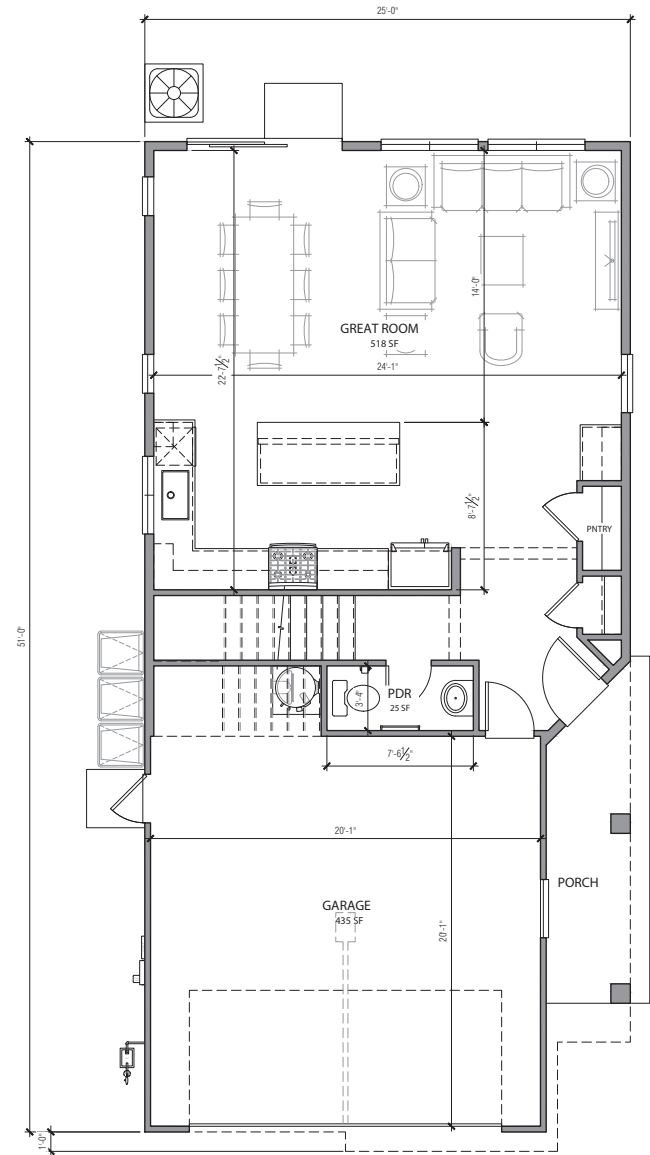 25'-0"
14'-0"
GREAT ROOM
518 SF
22'-7½"
24'-1"
8'-7½"
PNTRY
51'-0"
PDR
25 SF
3'-4"
7'-6½"
20'-1"
PORCH
GARAGE
435 SF
20'-1"
1'-0"